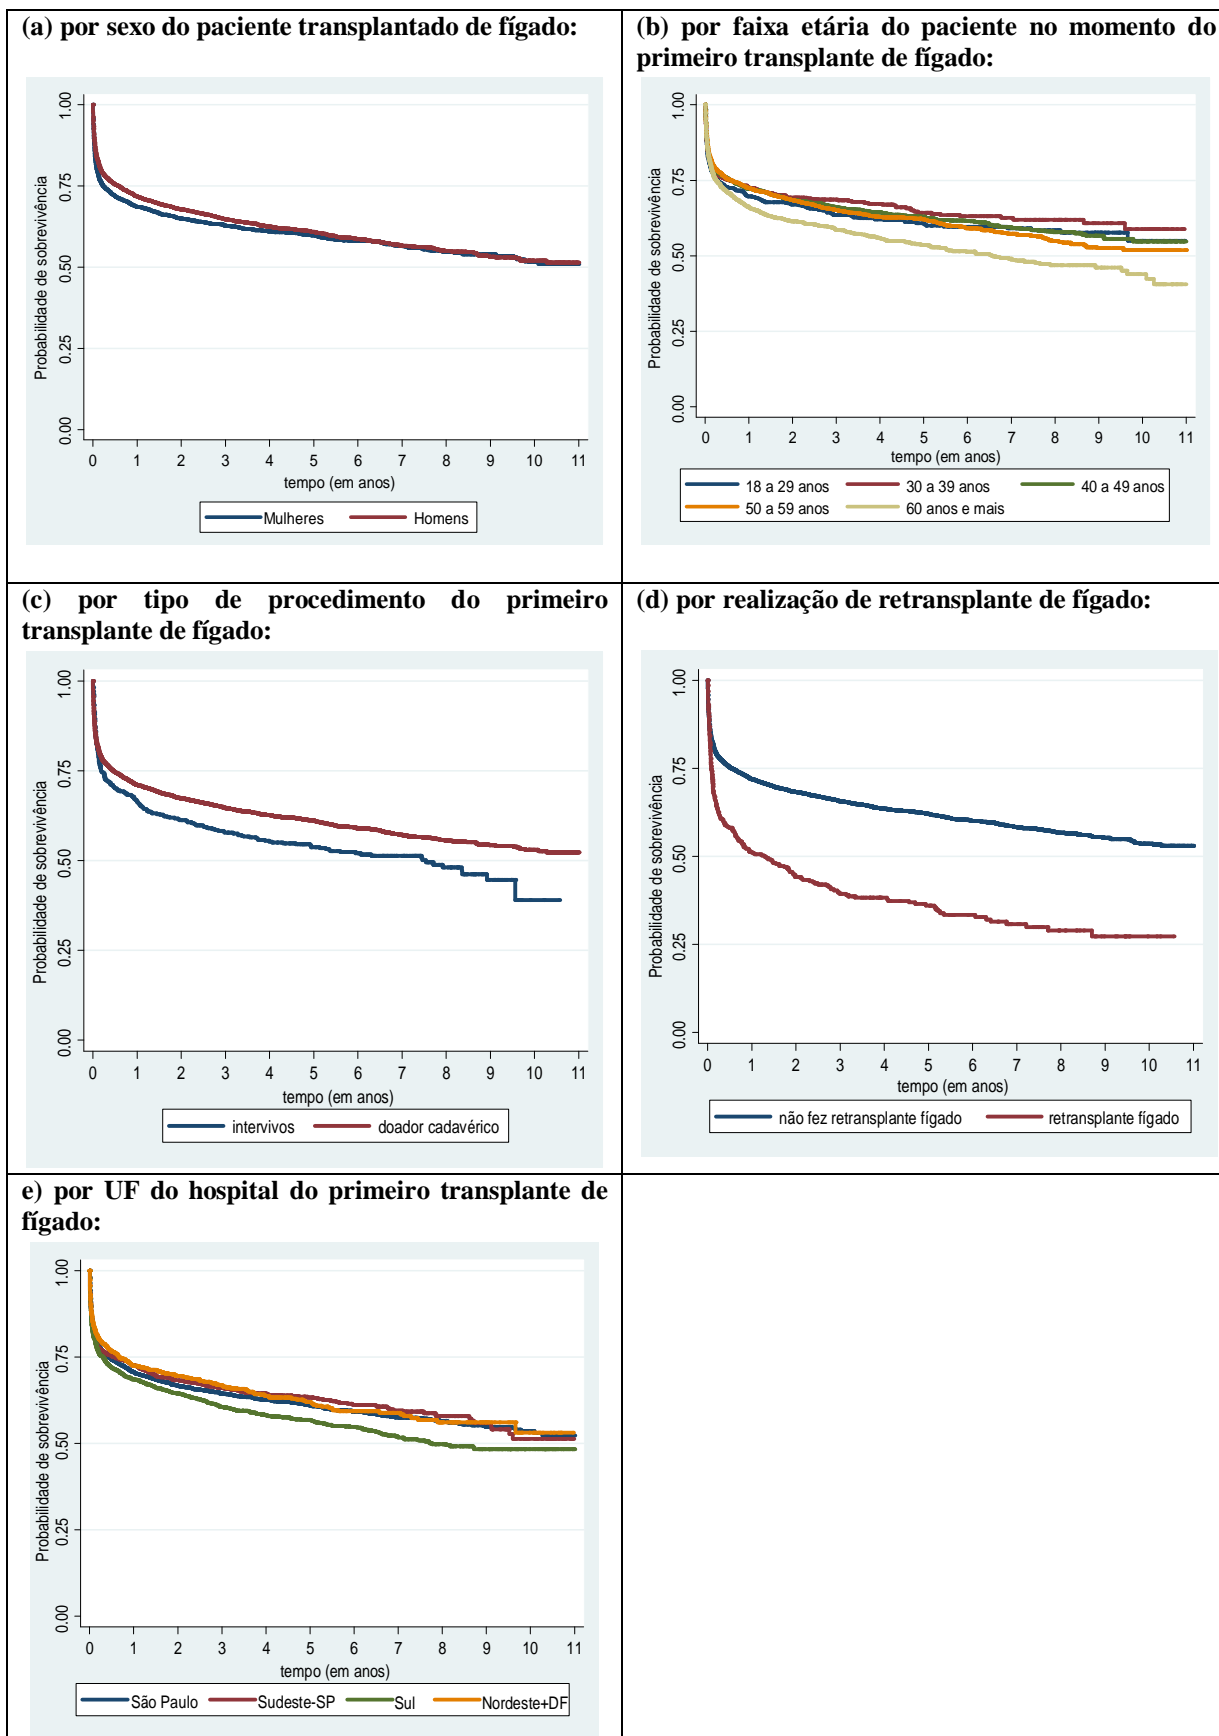 (a) por sexo do paciente transplantado de fígado:
Probabilidade de sobrevivência
1.00
0.75
0.50
0.25
0.00
0 1 2 3 4 5 6 7 8 9 10 11
tempo (em anos)
Mulheres Homens
(b) por faixa etária do paciente no momento do
primeiro transplante de fígado:
Probabilidade de sobrevivência
1.00
0.75
0.50
0.25
0.00
0 1 2 3 4 5 6 7 8 9 10 11
tempo (em anos)
18 a 29 anos 30 a 39 anos 40 a 49 anos
50 a 59 anos 60 anos e mais
(c) por tipo de procedimento do primeiro
transplante de fígado:
Probabilidade de sobrevivência
1.00
0.75
0.50
0.25
0.00
0 1 2 3 4 5 6 7 8 9 10 11
tempo (em anos)
intervivos doador cadavérico
(d) por realização de retransplante de fígado:
Probabilidade de sobrevivência
1.00
0.75
0.50
0.25
0.00
0 1 2 3 4 5 6 7 8 9 10 11
tempo (em anos)
não fez retransplante fígado retransplante fígado
e) por UF do hospital do primeiro transplante de
fígado:
Probabilidade de sobrevivência
1.00
0.75
0.50
0.25
0.00
0 1 2 3 4 5 6 7 8 9 10 11
tempo (em anos)
São Paulo Sudeste-SP Sul Nordeste+DF